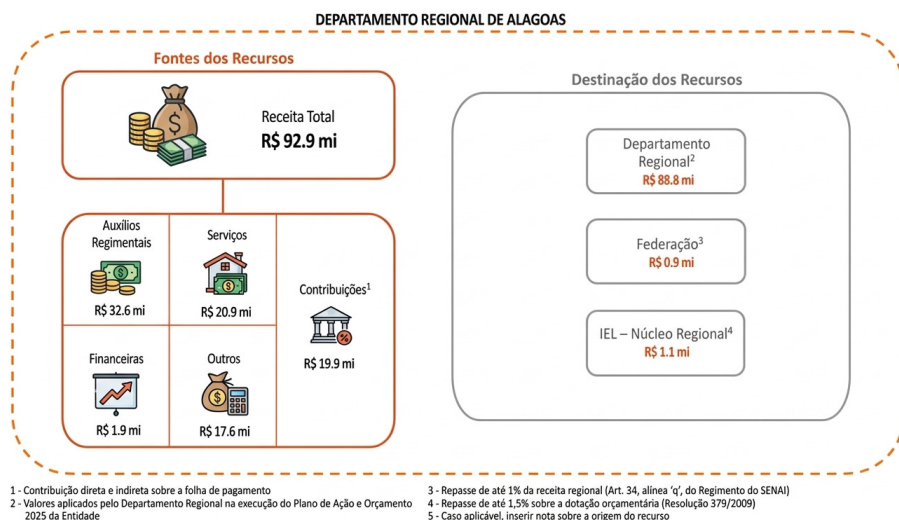 DEPARTAMENTO REGIONAL DE ALAGOAS
Fontes dos Recursos
Receita Total
R$ 92.9 mi
Auxílios
Regimentais
R$ 32.6 mi
Serviços
R$ 20.9 mi
Contribuições¹
R$ 19.9 mi
Financeiras
R$ 1.9 mi
Outros
R$ 17.6 mi
Destinação dos Recursos
Departamento
Regional²
R$ 88.8 mi
Federação³
R$ 0.9 mi
IEL – Núcleo Regional⁴
R$ 1.1 mi
1 - Contribuição direta e indireta sobre a folha de pagamento
2 - Valores aplicados pelo Departamento Regional na execução do Plano de Ação e Orçamento
2025 da Entidade
3 - Repasse de até 1% da receita regional (Art. 34, alínea 'q', do Regimento do SENAI)
4 - Repasse de até 1,5% sobre a dotação orçamentária (Resolução 379/2009)
5 - Caso aplicável, inserir nota sobre a origem do recurso